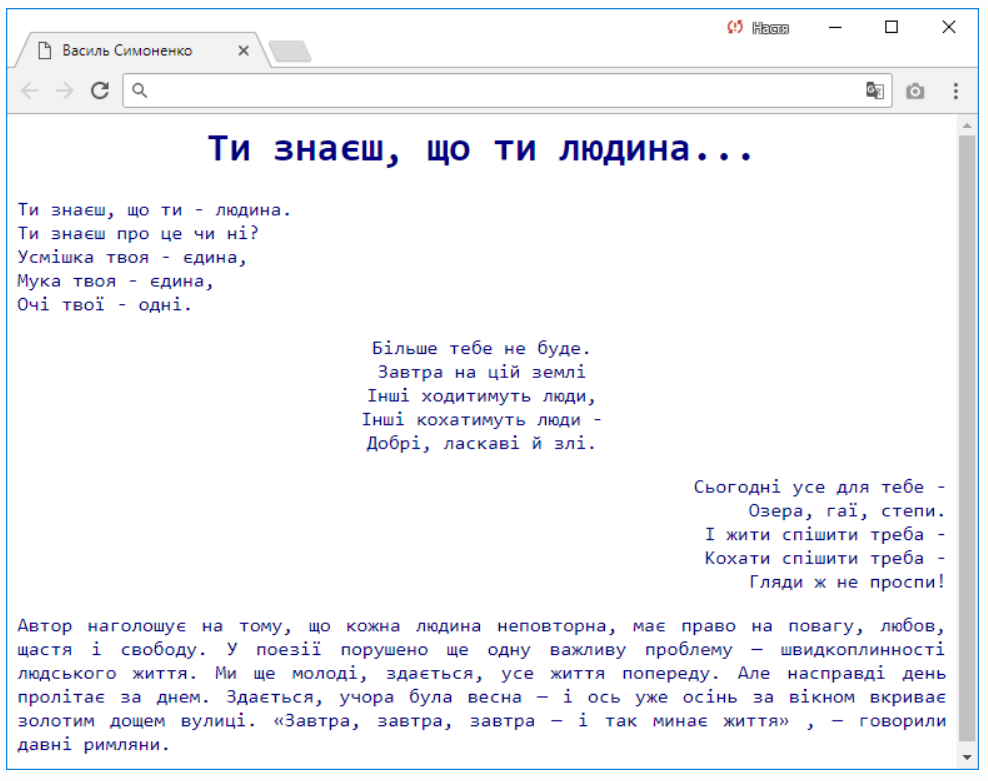 Настя
Василь Симоненко
Ти знаєш, що ти людина...
Ти знаєш, що ти - людина.
Ти знаєш про це чи ні?
Усмішка твоя - єдина,
Мука твоя - єдина,
Очі твої - одні.
Більше тебе не буде.
Завтра на цій землі
Інші ходитимуть люди,
Інші кохатимуть люди -
Добрі, ласкаві й злі.
Сьогодні усе для тебе -
Озера, гаї, степи.
І жити спішити треба -
Кохати спішити треба -
Гляди ж не проспи!
Автор наголошує на тому, що кожна людина неповторна, має право на повагу, любов,
щастя і свободу. У поезії порушено ще одну важливу проблему — швидкоплинності
людського життя. Ми ще молоді, здається, усе життя попереду. Але насправді день
пролітає за днем. Здається, учора була весна — і ось уже осінь за вікном вкриває
золотим дощем вулиці. «Завтра, завтра, завтра — і так минає життя» , — говорили
давні римляни.